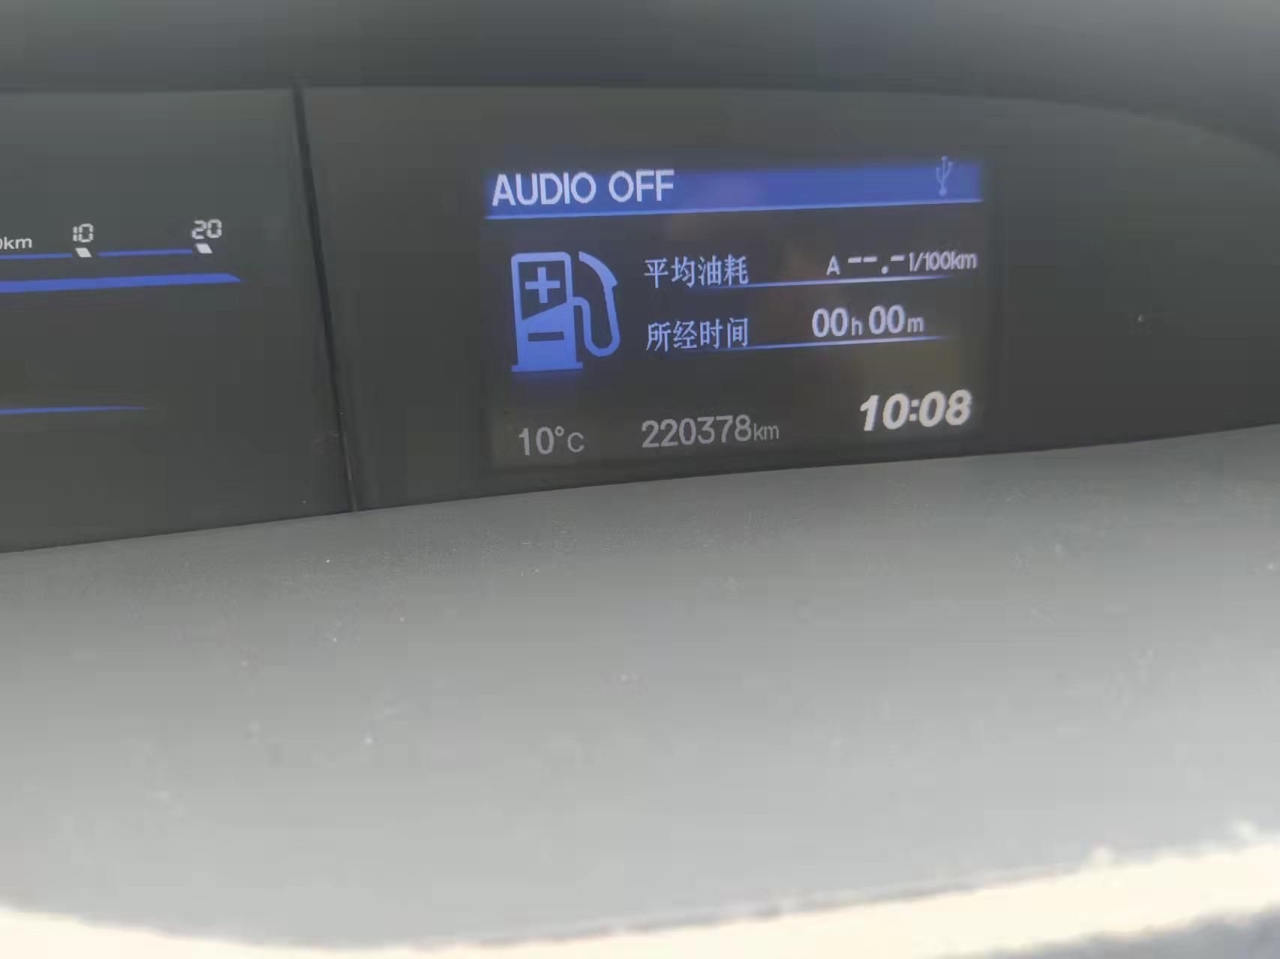 AUDIO OFF
0km 10 20
平均油耗 A --.- l/100km
所经时间 00h 00m
10°C 220378km 10:08